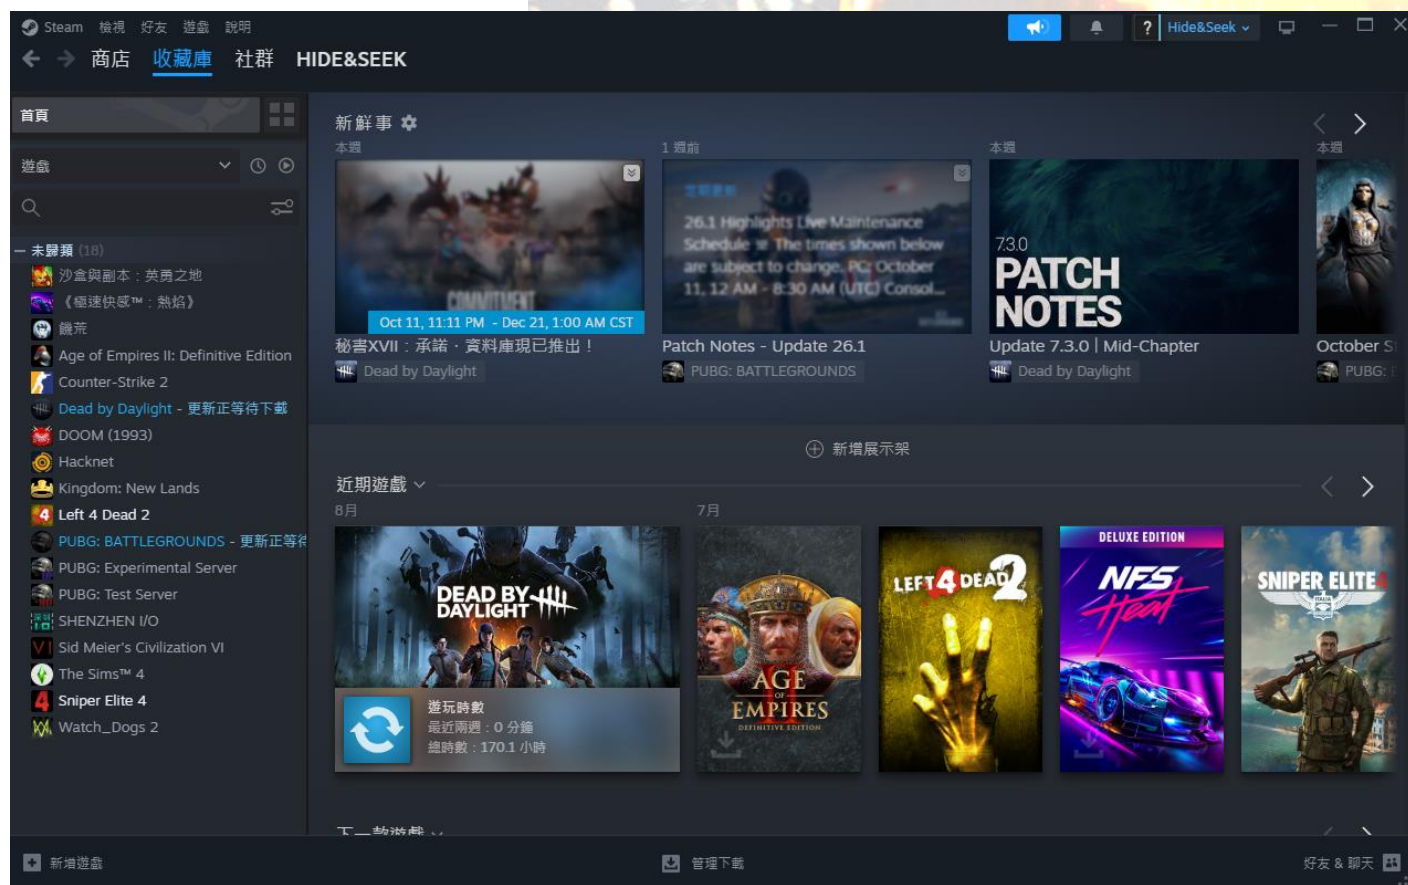 Steam 檢視 好友 遊戲 說明
? Hide&Seek
商店 收藏庫 社群 HIDE&SEEK
首頁
遊戲
未歸類 (18)
沙盒與副本：英勇之地
《極速快感™：熱焰》
饑荒
Age of Empires II: Definitive Edition
Counter-Strike 2
Dead by Daylight - 更新正等待下載
DOOM (1993)
Hacknet
Kingdom: New Lands
Left 4 Dead 2
PUBG: BATTLEGROUNDS - 更新正等待
PUBG: Experimental Server
PUBG: Test Server
SHENZHEN I/O
Sid Meier's Civilization VI
The Sims™ 4
Sniper Elite 4
Watch_Dogs 2
新鮮事
本週
COMMITMENT
Oct 11, 11:11 PM - Dec 21, 1:00 AM CST
秘書XVII：承諾．資料庫現已推出！
Dead by Daylight
1 週前
定期更新
26.1 Highlights Live Maintenance
Schedule ※ The times shown below
are subject to change. PC: October
11, 12 AM - 8:30 AM (UTC) Consol...
Patch Notes - Update 26.1
PUBG: BATTLEGROUNDS
本週
7.3.0
PATCH
NOTES
Update 7.3.0 | Mid-Chapter
Dead by Daylight
本週
October S
PUBG:
新增展示架
近期遊戲
8月
DEAD BY
DAYLIGHT
遊玩時數
最近兩週：0 分鐘
總時數：170.1 小時
7月
AGE
OF
EMPIRES
II
DEFINITIVE EDITION
LEFT 4 DEAD 2
DELUXE EDITION
NFS
Heat
SNIPER ELITE 4
ITALIA
下一款遊戲
新增遊戲
管理下載
好友 & 聊天